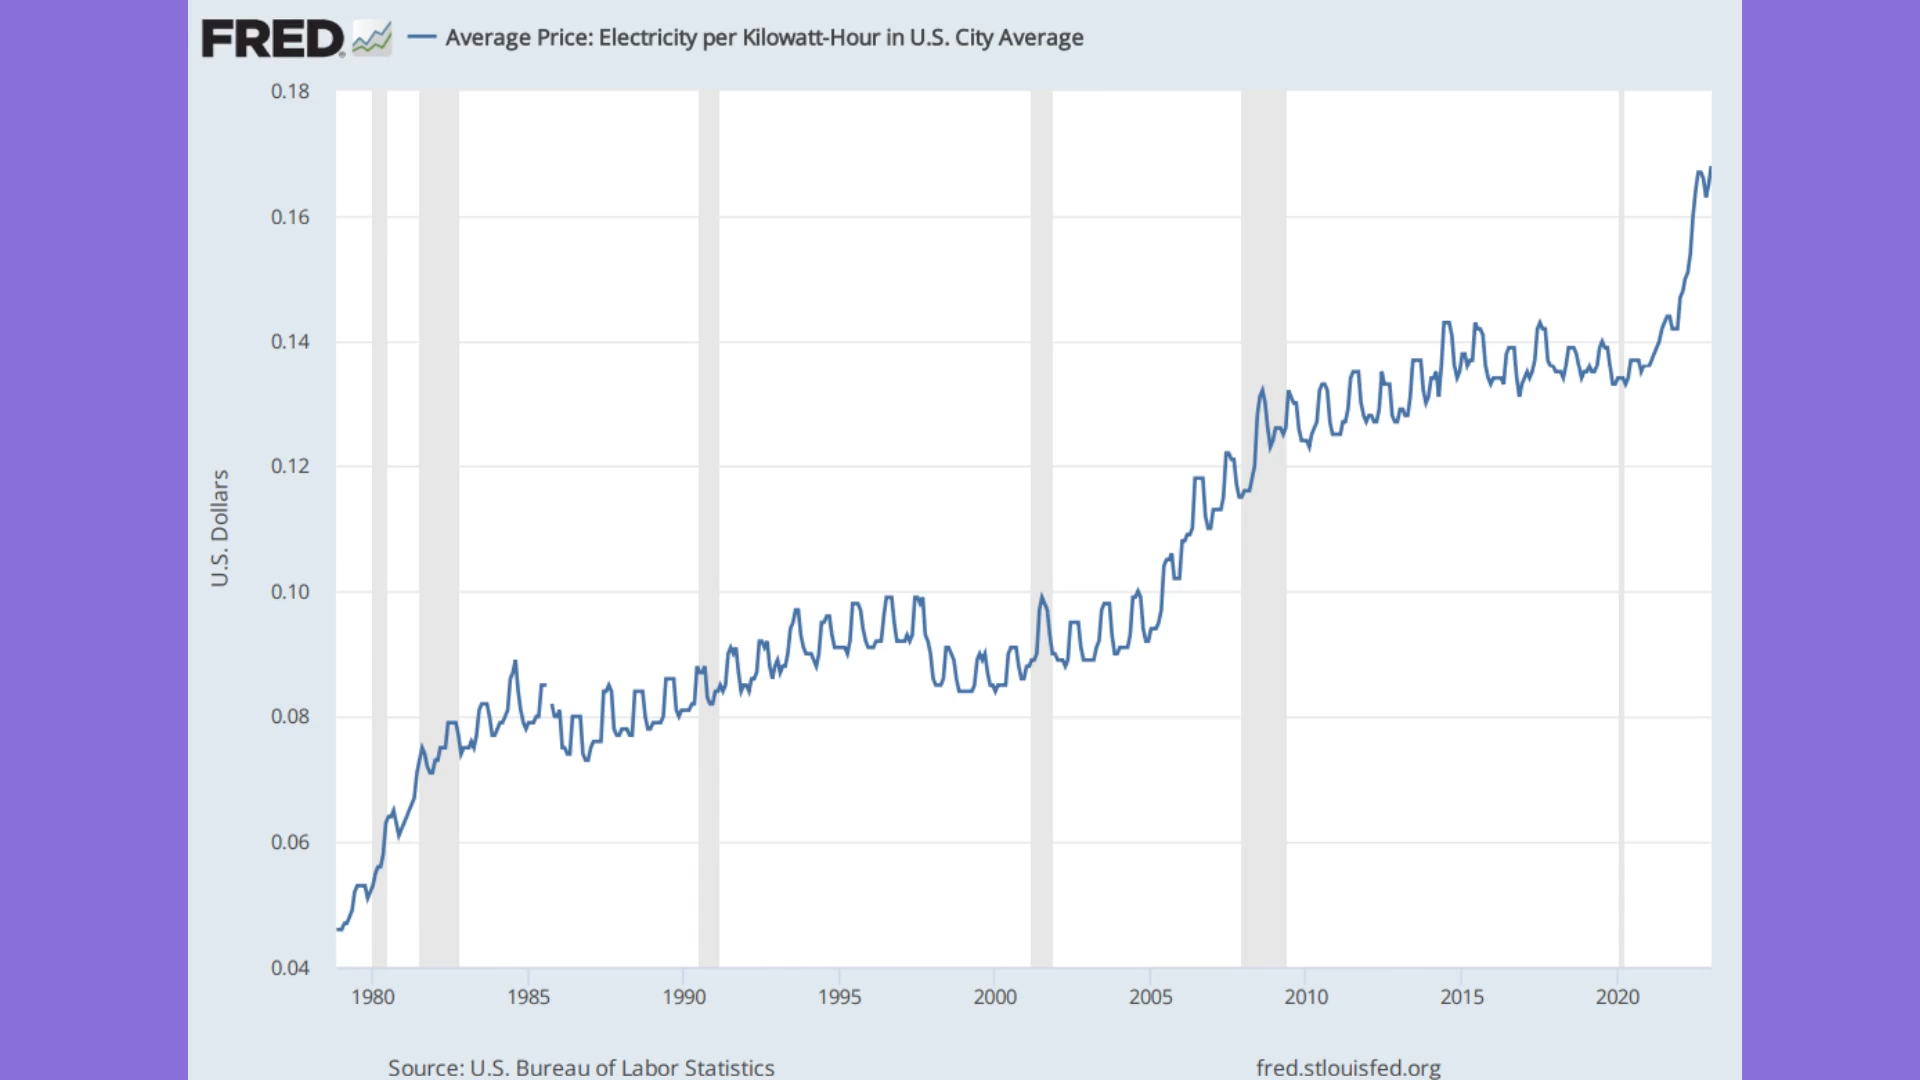 FRED
Average Price: Electricity per Kilowatt-Hour in U.S. City Average
0.18
0.16
0.14
0.12
0.10
0.08
0.06
0.04
U.S. Dollars
1980 1985 1990 1995 2000 2005 2010 2015 2020
Source: U.S. Bureau of Labor Statistics
fred.stlouisfed.org